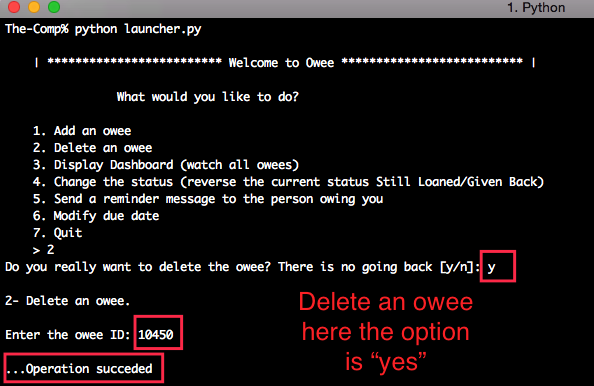 1. Python
The-Comp% python launcher.py
| ************************* Welcome to Owee ************************** |
What would you like to do?
1. Add an owee
2. Delete an owee
3. Display Dashboard (watch all owees)
4. Change the status (reverse the current status Still Loaned/Given Back)
5. Send a reminder message to the person owing you
6. Modify due date
7. Quit
> 2
Do you really want to delete the owee? There is no going back [y/n]: y
2- Delete an owee.
Enter the owee ID: 10450
...Operation succeded
Delete an owee
here the option
is “yes”